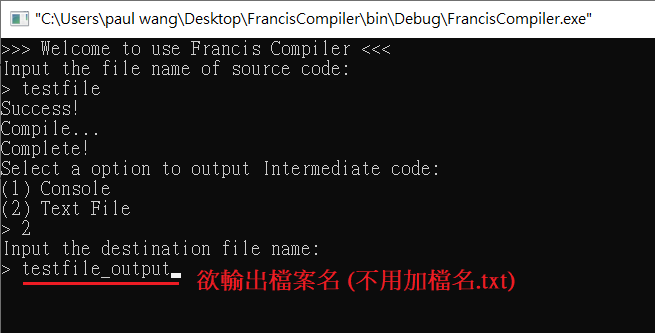 "C:\Users\paul wang\Desktop\FrancisCompiler\bin\Debug\FrancisCompiler.exe"
>>> Welcome to use Francis Compiler <<<
Input the file name of source code:
> testfile
Success!
Compile...
Complete!
Select a option to output Intermediate code:
(1) Console
(2) Text File
> 2
Input the destination file name:
> testfile_output 欲輸出檔案名 (不用加檔名.txt)